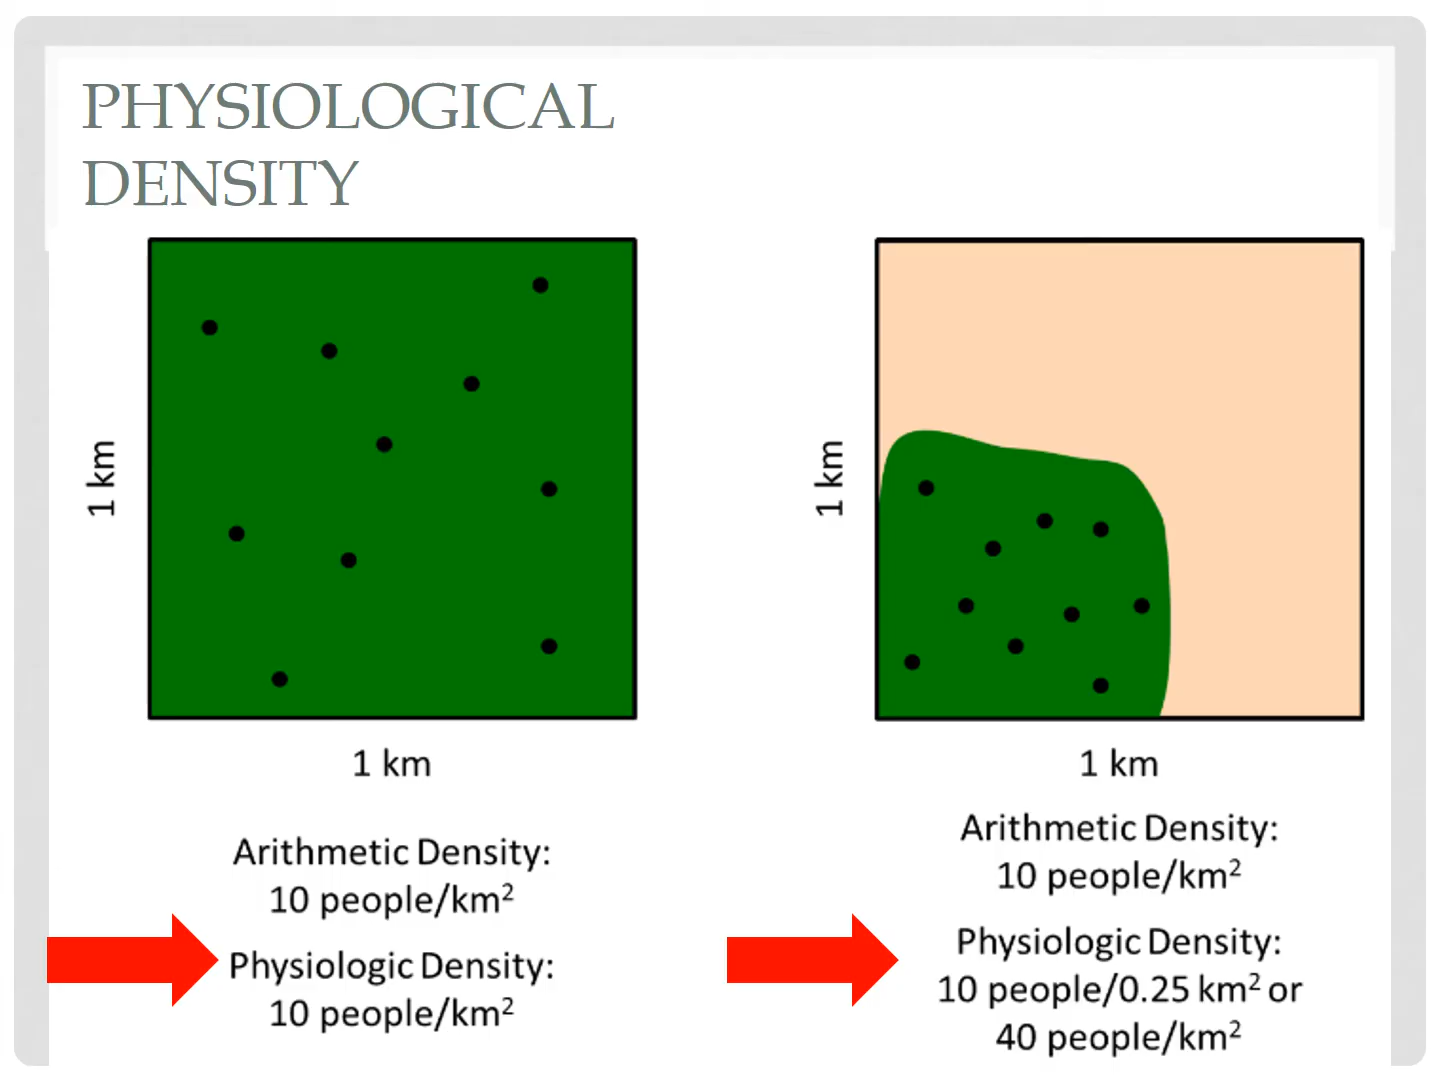 PHYSIOLOGICAL
DENSITY
1 km
1 km
Arithmetic Density:
10 people/km²
Physiologic Density:
10 people/km²
1 km
1 km
Arithmetic Density:
10 people/km²
Physiologic Density:
10 people/0.25 km² or
40 people/km²